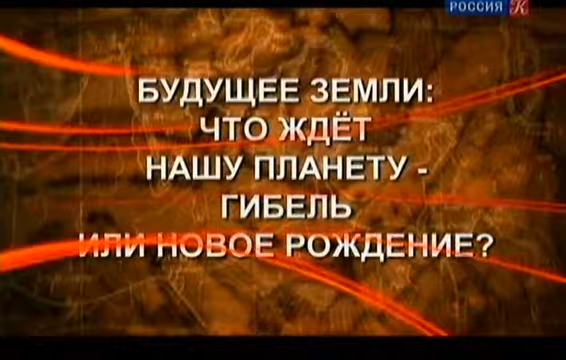 РОССИЯ К
БУДУЩЕЕ ЗЕМЛИ:
ЧТО ЖДЁТ
НАШУ ПЛАНЕТУ -
ГИБЕЛЬ
ИЛИ НОВОЕ РОЖДЕНИЕ?